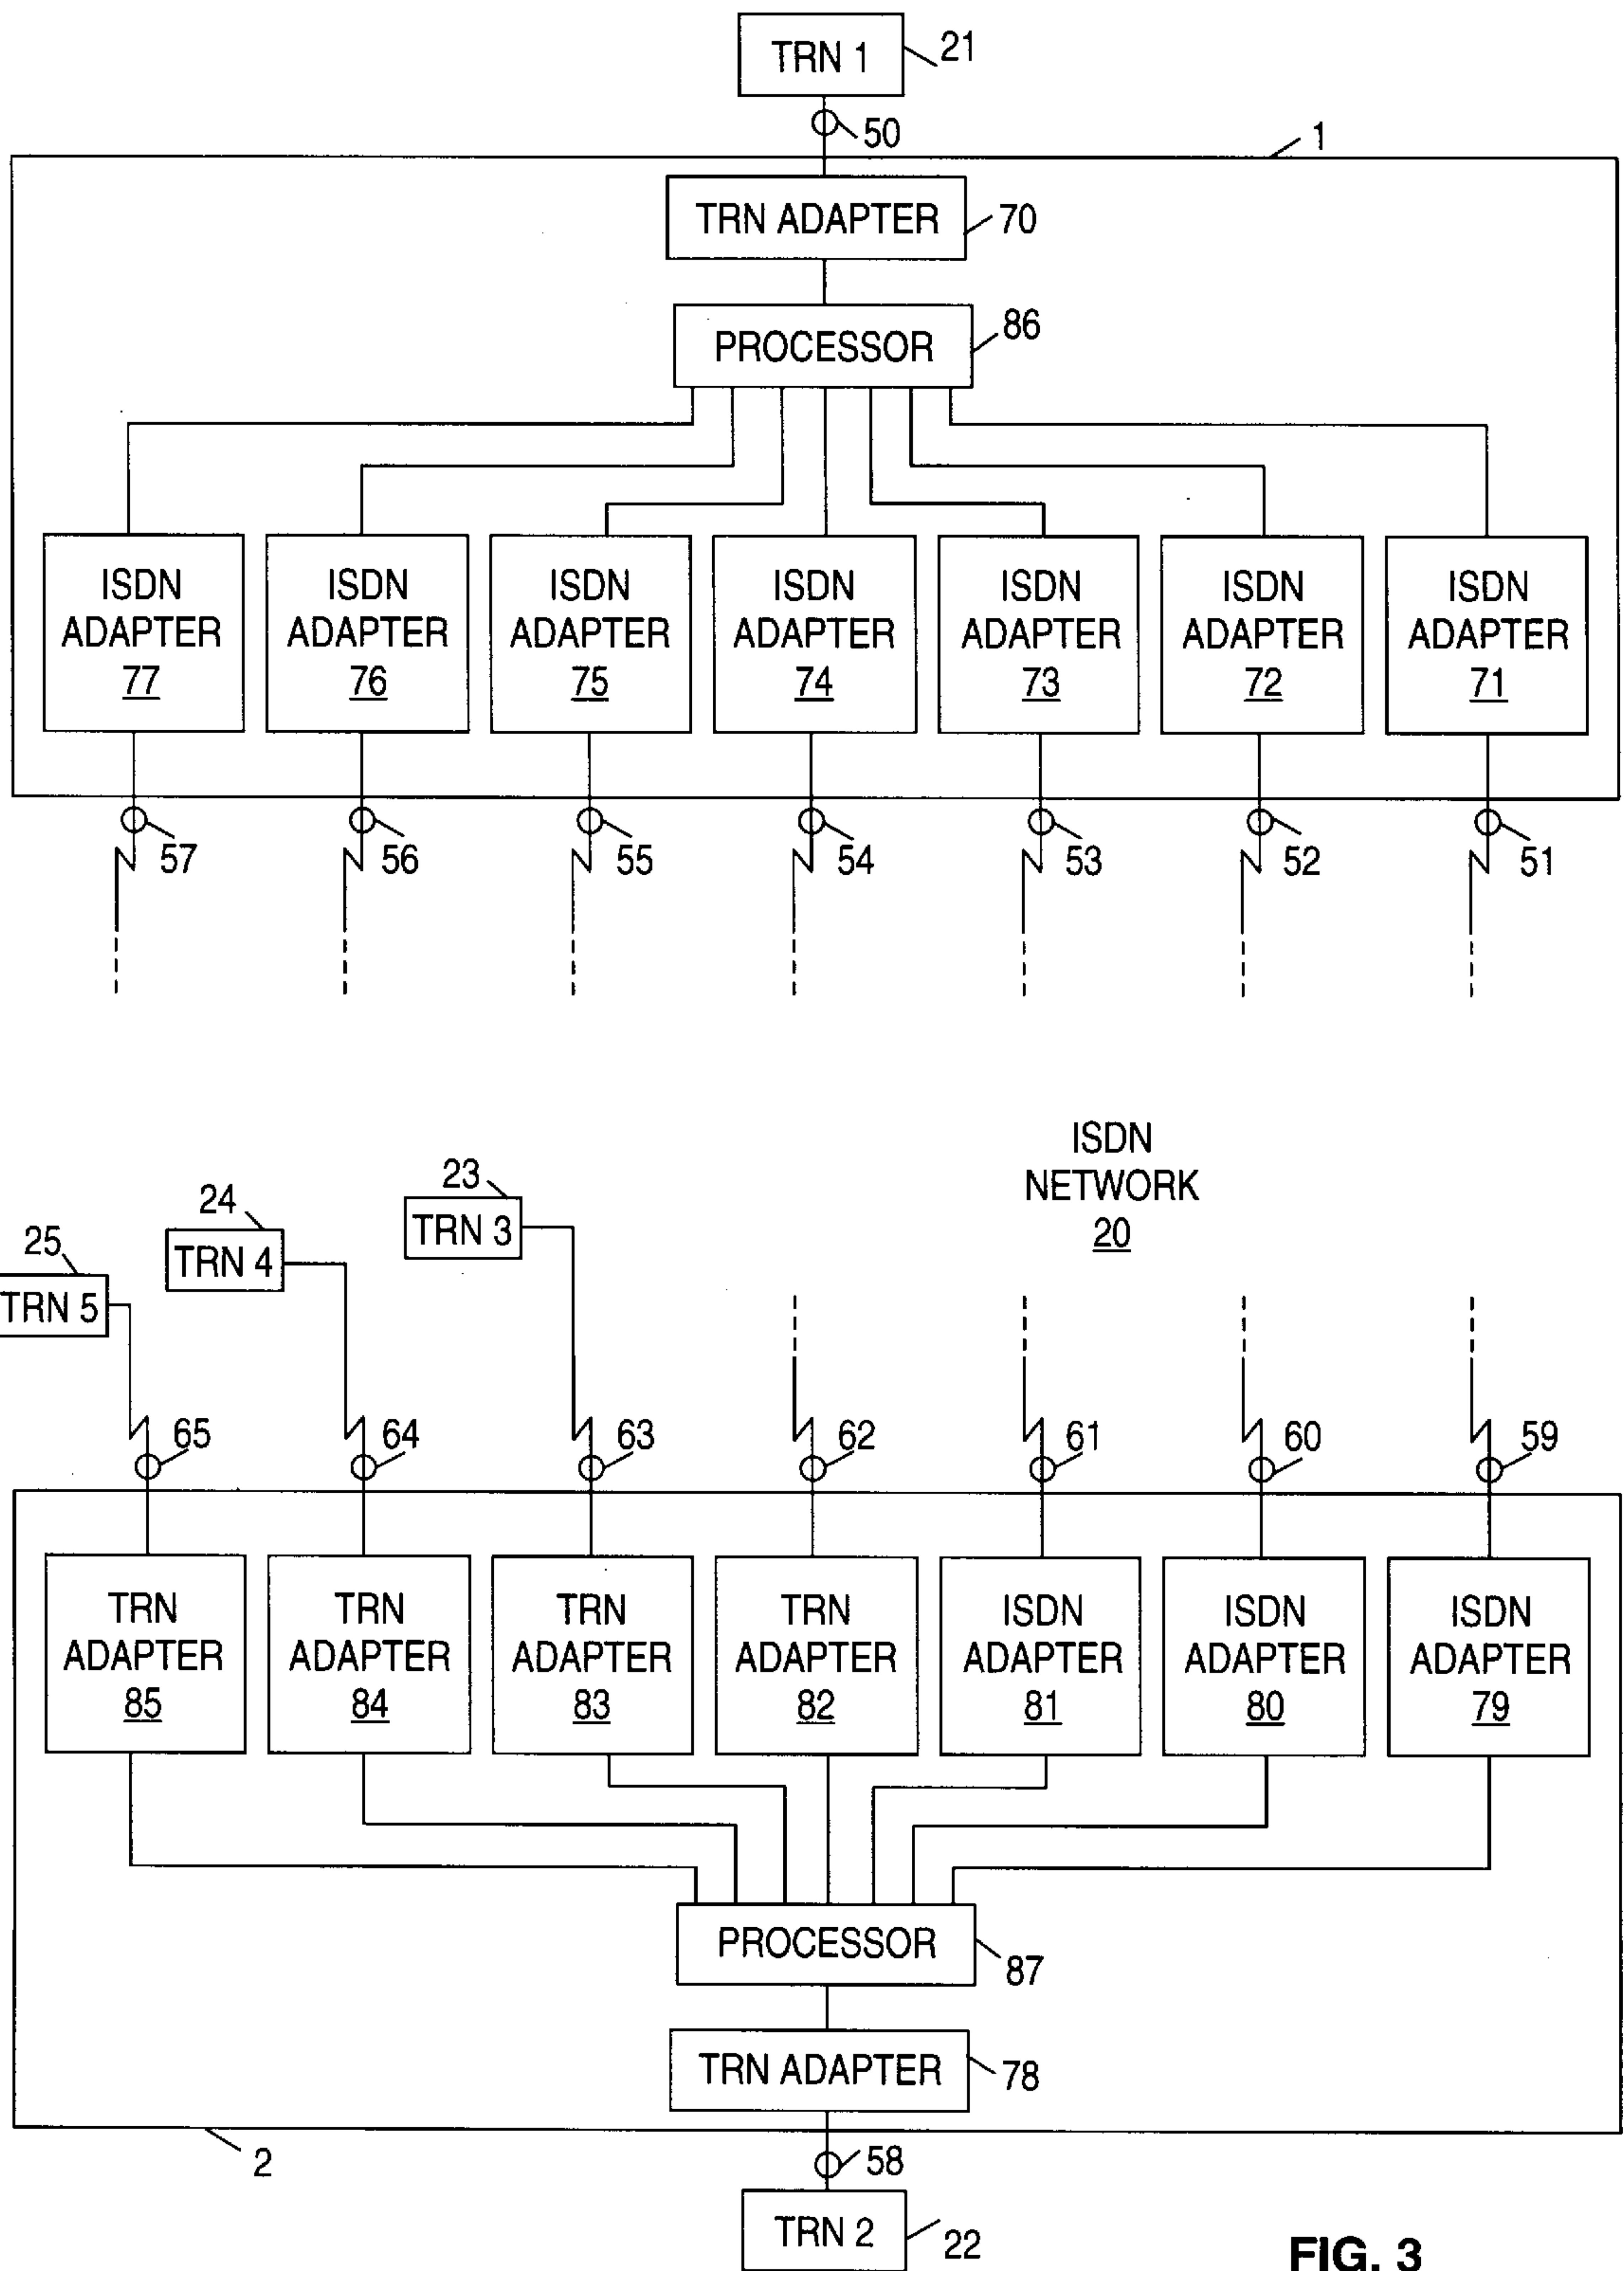 TRN 1
21
50
1
TRN ADAPTER
70
PROCESSOR
86
ISDN
ADAPTER
77
ISDN
ADAPTER
76
ISDN
ADAPTER
75
ISDN
ADAPTER
74
ISDN
ADAPTER
73
ISDN
ADAPTER
72
ISDN
ADAPTER
71
57
56
55
54
53
52
51
ISDN
NETWORK
20
23
TRN 3
24
TRN 4
25
TRN 5
65
64
63
62
61
60
59
TRN
ADAPTER
85
TRN
ADAPTER
84
TRN
ADAPTER
83
TRN
ADAPTER
82
ISDN
ADAPTER
81
ISDN
ADAPTER
80
ISDN
ADAPTER
79
PROCESSOR
87
TRN ADAPTER
78
2
58
TRN 2
22
FIG. 3